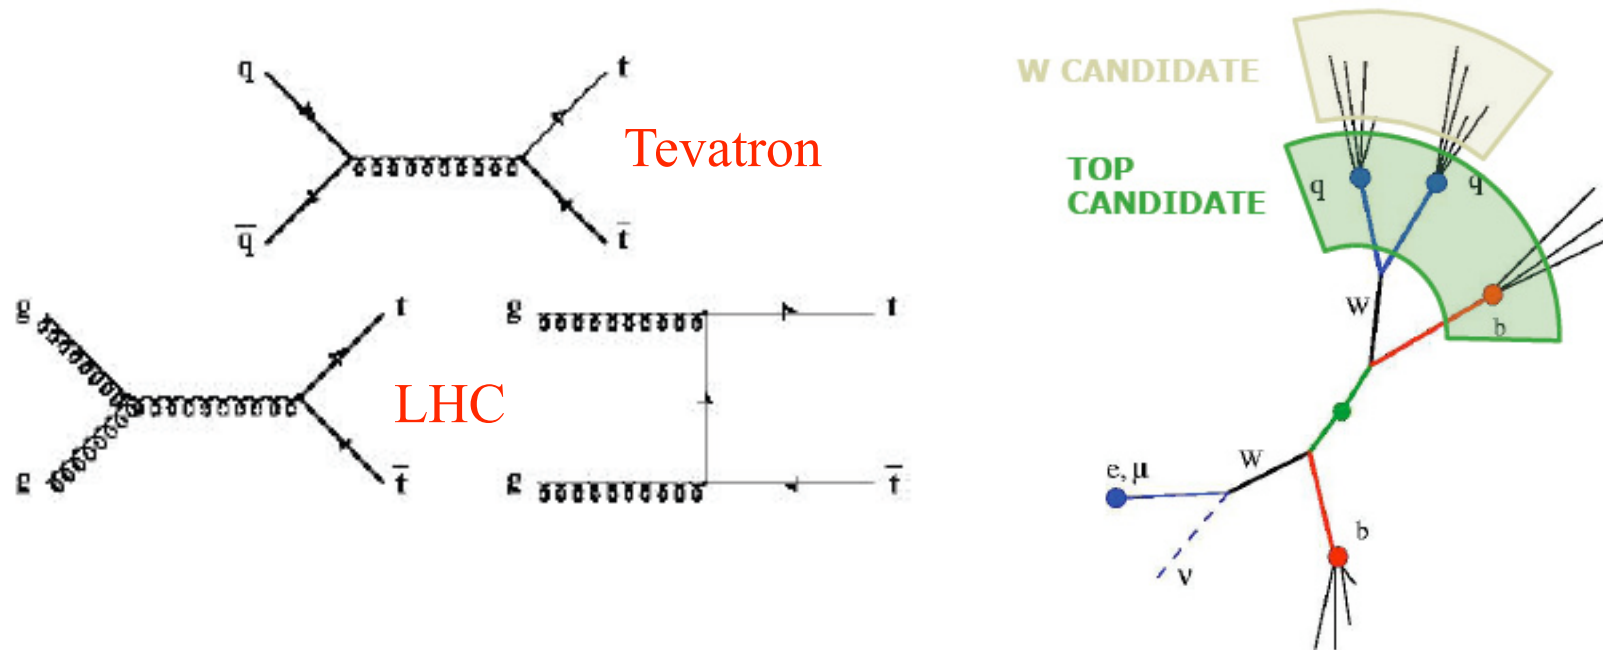 q
t
Tevatron
q̅
t̅
g
t
g
t
LHC
g
t̅
g
t̅
W CANDIDATE
TOP
CANDIDATE
q
q
b
W
W
e, μ
ν
b